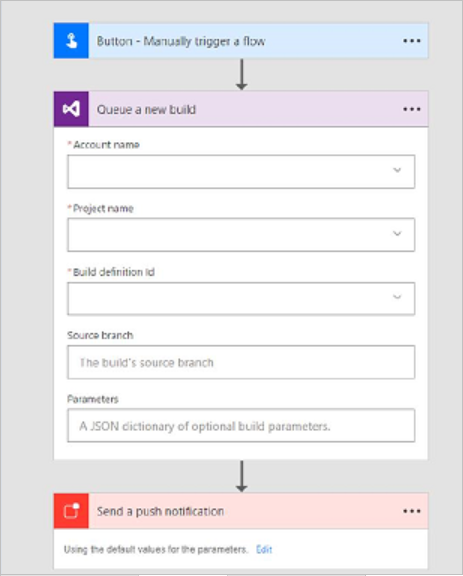 Button - Manually trigger a flow
Queue a new build
*Account name
*Project name
*Build definition Id
Source branch
The build's source branch
Parameters
A JSON dictionary of optional build parameters.
Send a push notification
Using the default values for the parameters. Edit